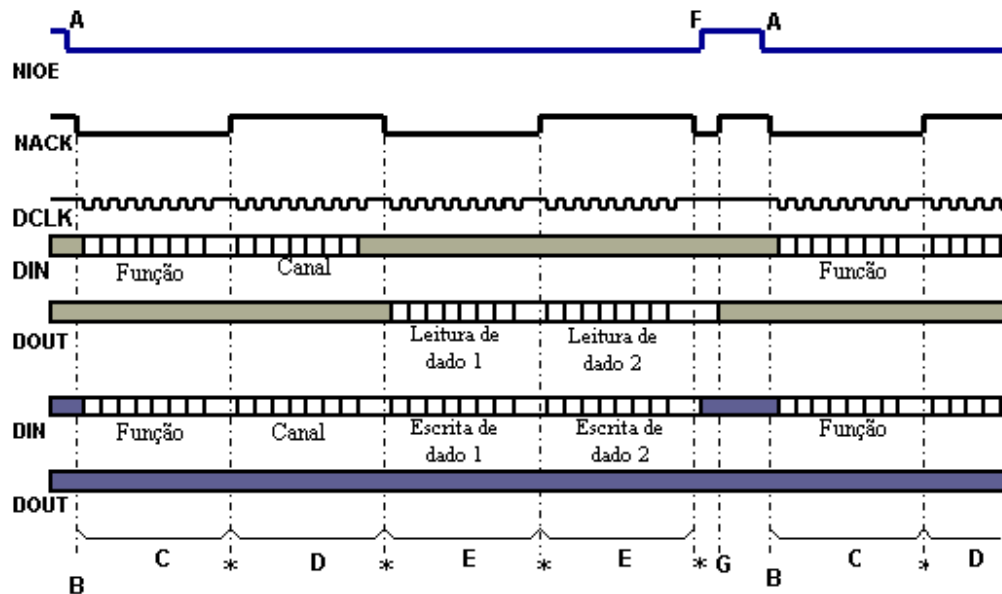 A F A
NIOE
NACK
DCLK
DIN
Função Canal Funcão
DOUT
Leitura de dado 1
Leitura de dado 2
DIN
Função Canal Escrita de dado 1 Escrita de dado 2 Função
DOUT
B C * D * E * E * G B C * D